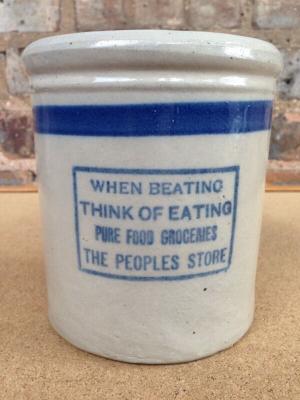 WHEN BEATING
THINK OF EATING
PURE FOOD GROCERIES
THE PEOPLES STORE